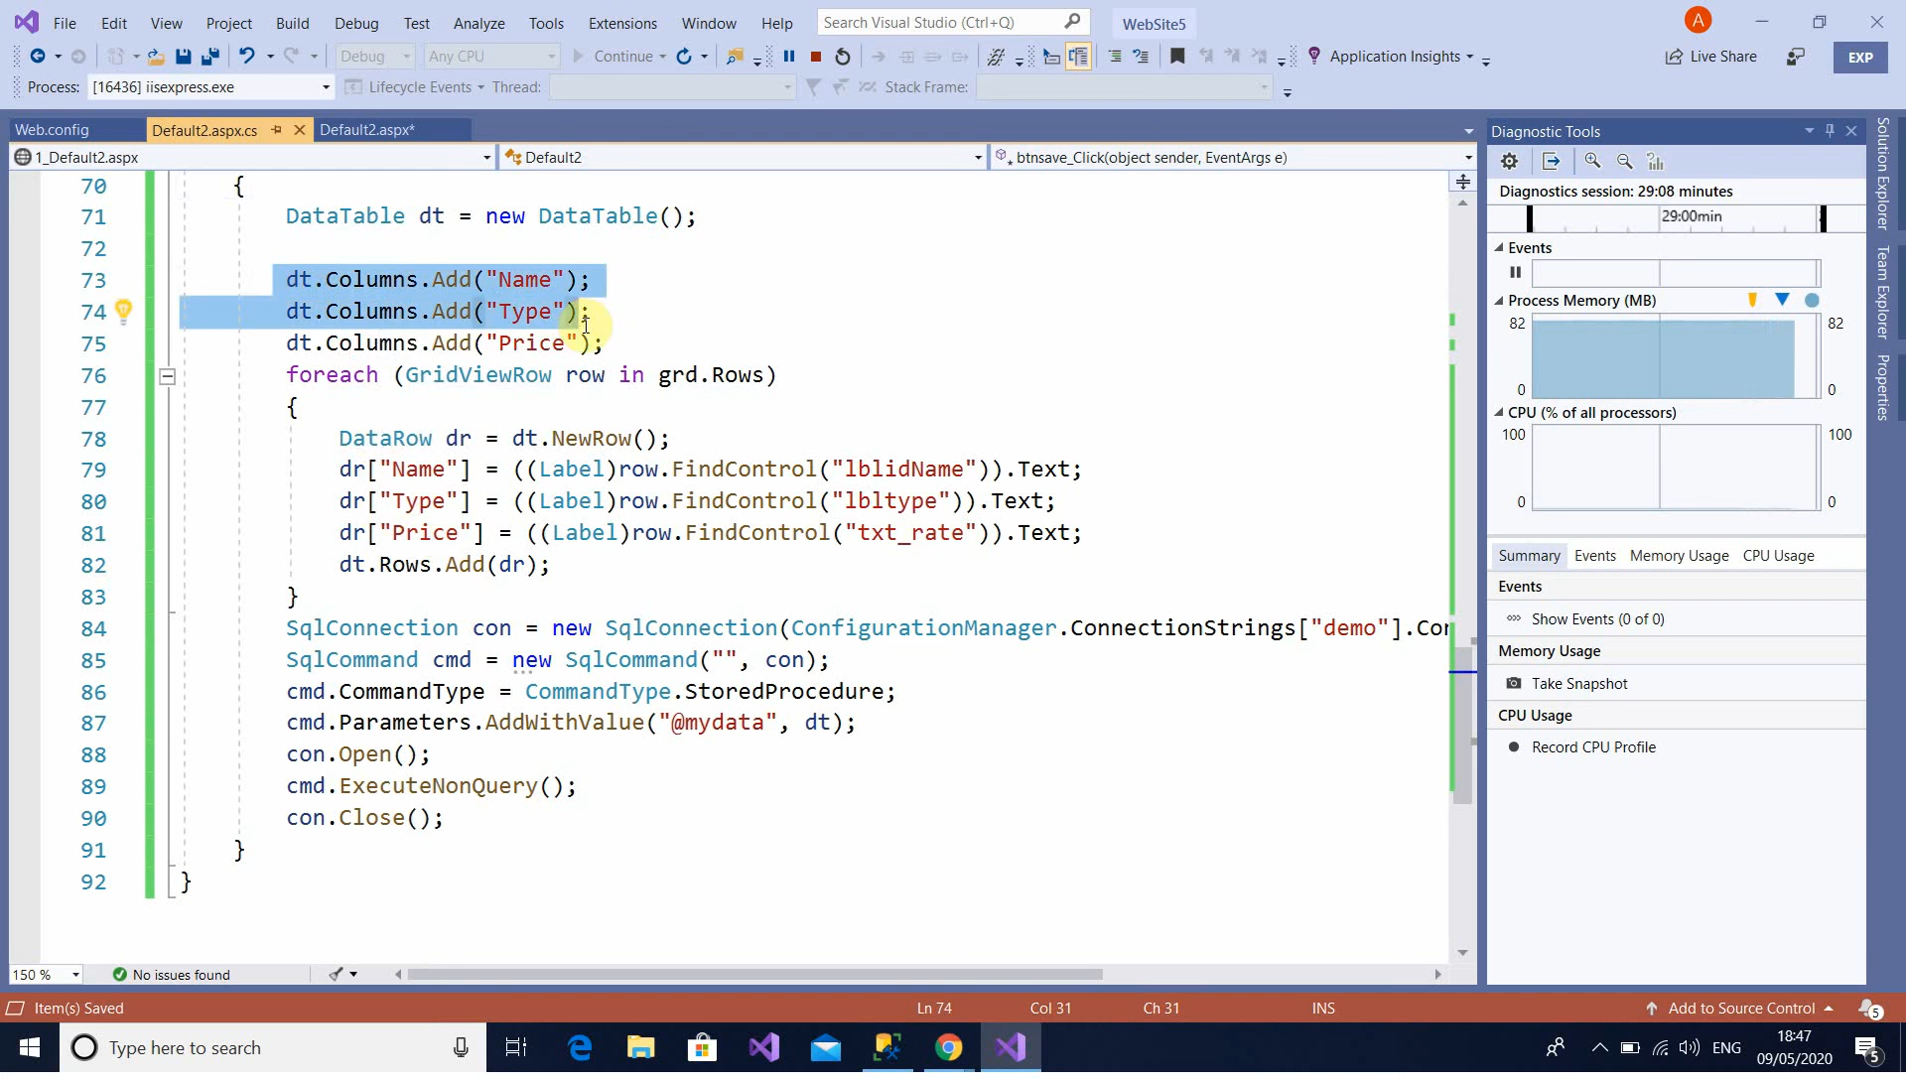 File Edit View Project Build Debug Test Analyze Tools Extensions Window Help Search Visual Studio (Ctrl+Q) WebSite5 A
Debug Any CPU Continue Application Insights Live Share EXP
Process: [16436] iisexpress.exe Lifecycle Events Thread: Stack Frame:
Web.config Default2.aspx.cs Default2.aspx*
1_Default2.aspx Default2 btnsave_Click(object sender, EventArgs e)
70 {
71 DataTable dt = new DataTable();
72
73 dt.Columns.Add("Name");
74 dt.Columns.Add("Type");
75 dt.Columns.Add("Price");
76 foreach (GridViewRow row in grd.Rows)
77 {
78 DataRow dr = dt.NewRow();
79 dr["Name"] = ((Label)row.FindControl("lblidName")).Text;
80 dr["Type"] = ((Label)row.FindControl("lbltype")).Text;
81 dr["Price"] = ((Label)row.FindControl("txt_rate")).Text;
82 dt.Rows.Add(dr);
83 }
84 SqlConnection con = new SqlConnection(ConfigurationManager.ConnectionStrings["demo"].Con
85 SqlCommand cmd = new SqlCommand("", con);
86 cmd.CommandType = CommandType.StoredProcedure;
87 cmd.Parameters.AddWithValue("@mydata", dt);
88 con.Open();
89 cmd.ExecuteNonQuery();
90 con.Close();
91 }
92 }
150 % No issues found
Diagnostic Tools
Diagnostics session: 29:08 minutes
29:00min
Events
Process Memory (MB)
82 82
0 0
CPU (% of all processors)
100 100
0 0
Summary Events Memory Usage CPU Usage
Events
Show Events (0 of 0)
Memory Usage
Take Snapshot
CPU Usage
Record CPU Profile
Solution Explorer
Team Explorer
Properties
Item(s) Saved Ln 74 Col 31 Ch 31 INS Add to Source Control 5
Type here to search ENG 18:47
09/05/2020 5